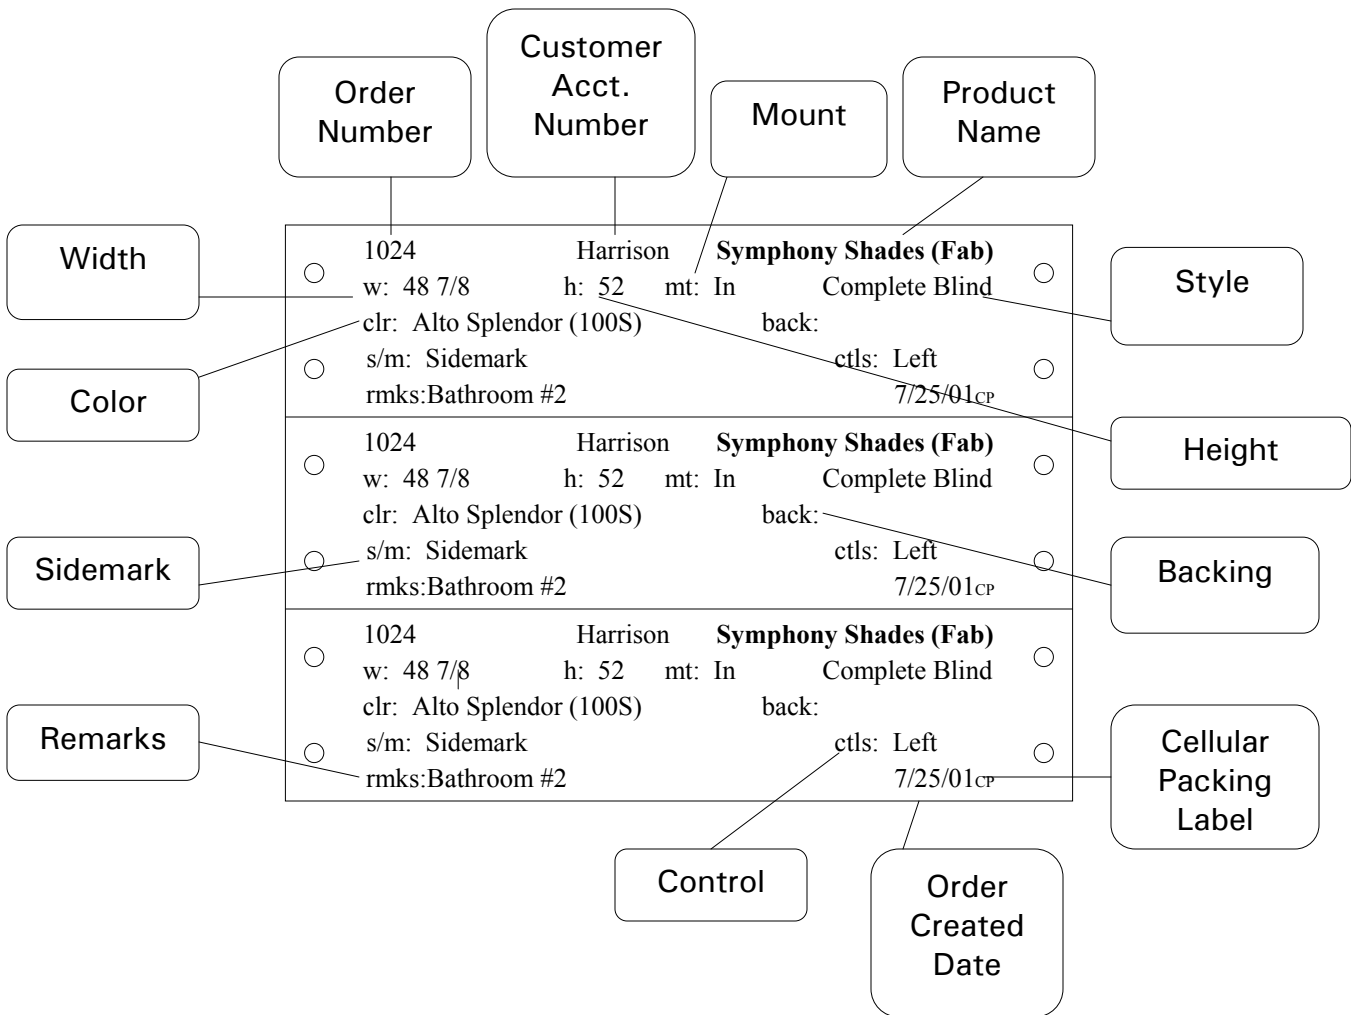 Customer
Acct.
Number
Order
Number
Mount
Product
Name
Width
Color
Sidemark
Remarks
1024 Harrison Symphony Shades (Fab)
w: 48 7/8 h: 52 mt: In Complete Blind
clr: Alto Splendor (100S) back:
s/m: Sidemark ctls: Left
rmks:Bathroom #2 7/25/01CP
1024 Harrison Symphony Shades (Fab)
w: 48 7/8 h: 52 mt: In Complete Blind
clr: Alto Splendor (100S) back:
s/m: Sidemark ctls: Left
rmks:Bathroom #2 7/25/01CP
1024 Harrison Symphony Shades (Fab)
w: 48 7/8 h: 52 mt: In Complete Blind
clr: Alto Splendor (100S) back:
s/m: Sidemark ctls: Left
rmks:Bathroom #2 7/25/01CP
Style
Height
Backing
Cellular
Packing
Label
Control
Order
Created
Date